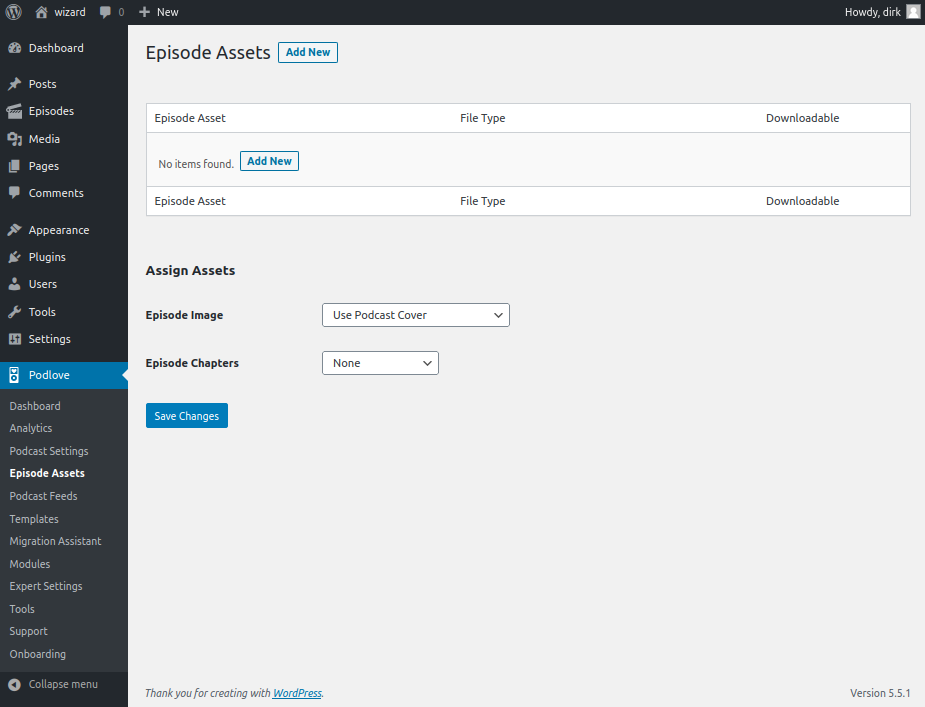 wizard 0 New Howdy, dirk
Dashboard
Posts
Episodes
Media
Pages
Comments
Appearance
Plugins
Users
Tools
Settings
Podlove
Dashboard
Analytics
Podcast Settings
Episode Assets
Podcast Feeds
Templates
Migration Assistant
Modules
Expert Settings
Tools
Support
Onboarding
Collapse menu
Episode Assets Add New
Episode Asset File Type Downloadable
No items found. Add New
Episode Asset File Type Downloadable
Assign Assets
Episode Image Use Podcast Cover
Episode Chapters None
Save Changes
Thank you for creating with WordPress. Version 5.5.1